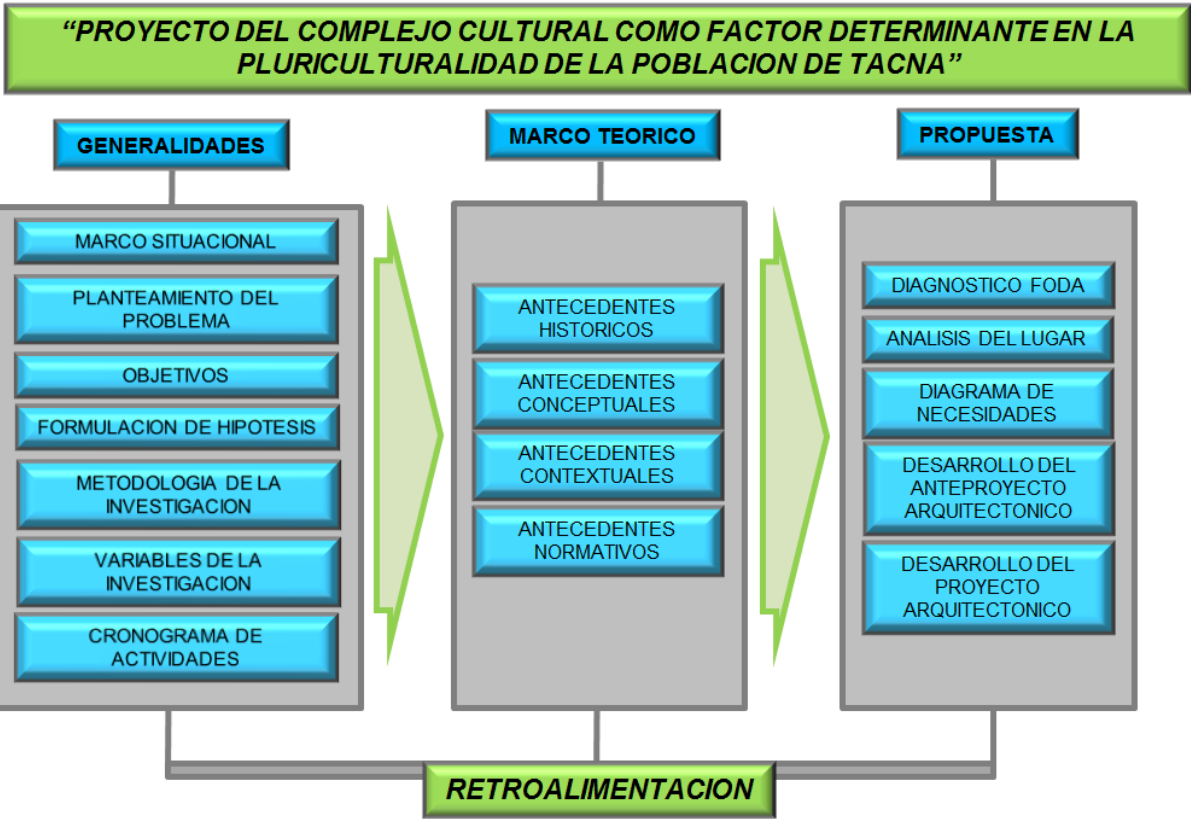 “PROYECTO DEL COMPLEJO CULTURAL COMO FACTOR DETERMINANTE EN LA
PLURICULTURALIDAD DE LA POBLACION DE TACNA”
GENERALIDADES
MARCO SITUACIONAL
PLANTEAMIENTO DEL
PROBLEMA
OBJETIVOS
FORMULACION DE HIPOTESIS
METODOLOGIA DE LA
INVESTIGACION
VARIABLES DE LA
INVESTIGACION
CRONOGRAMA DE
ACTIVIDADES
MARCO TEORICO
ANTECEDENTES
HISTORICOS
ANTECEDENTES
CONCEPTUALES
ANTECEDENTES
CONTEXTUALES
ANTECEDENTES
NORMATIVOS
PROPUESTA
DIAGNOSTICO FODA
ANALISIS DEL LUGAR
DIAGRAMA DE
NECESIDADES
DESARROLLO DEL
ANTEPROYECTO
ARQUITECTONICO
DESARROLLO DEL
PROYECTO
ARQUITECTONICO
RETROALIMENTACION